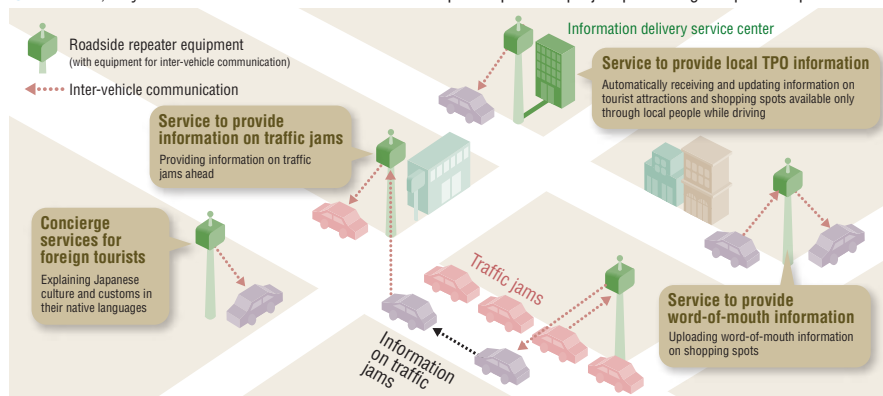 Information delivery service center
Roadside repeater equipment
(with equipment for inter-vehicle communication)
Inter-vehicle communication
Service to provide local TPO information
Automatically receiving and updating information on
tourist attractions and shopping spots available only
through local people while driving
Service to provide
information on traffic jams
Providing information on traffic
jams ahead
Concierge
services for
foreign tourists
Explaining Japanese
culture and customs in
their native languages
Traffic jams
Information
on traffic
jams
Service to provide
word-of-mouth information
Uploading word-of-mouth information
on shopping spots